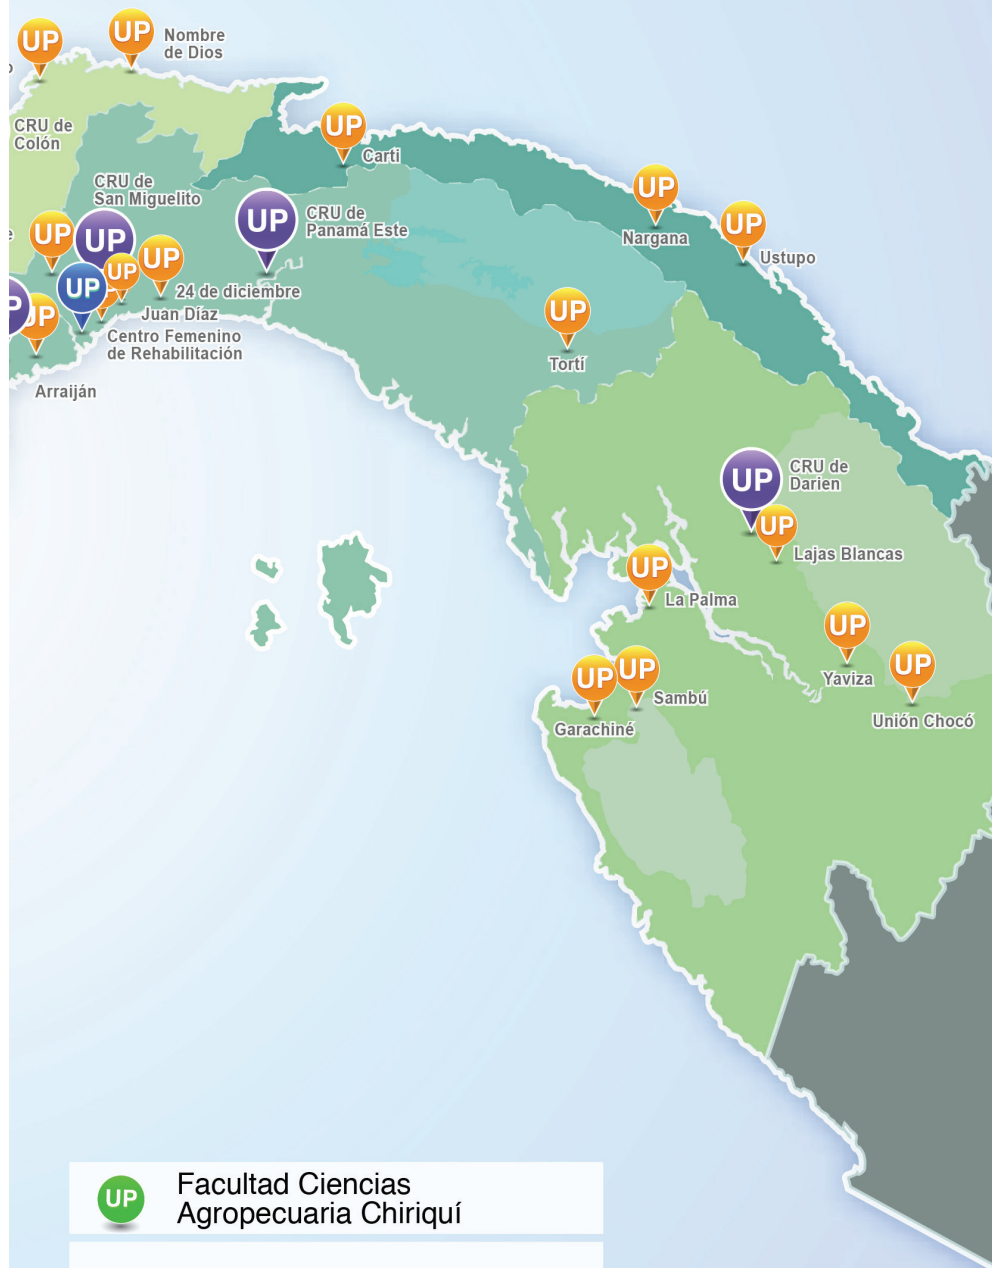 UP
UP
Nombre
de Dios
CRU de
Colón
UP
Carti
CRU de
San Miguelito
UP
Nargana
UP
CRU de
Panamá Este
UP
Ustupo
UP
UP
UP
UP
24 de diciembre
UP
UP
Juan Díaz
Centro Femenino
de Rehabilitación
Arraiján
UP
Tortí
UP
CRU de
Darien
UP
Lajas Blancas
UP
La Palma
UP
Yaviza
UP
Unión Chocó
UP
Sambú
UP
Garachiné
UP
Facultad Ciencias
Agropecuaria Chiriquí